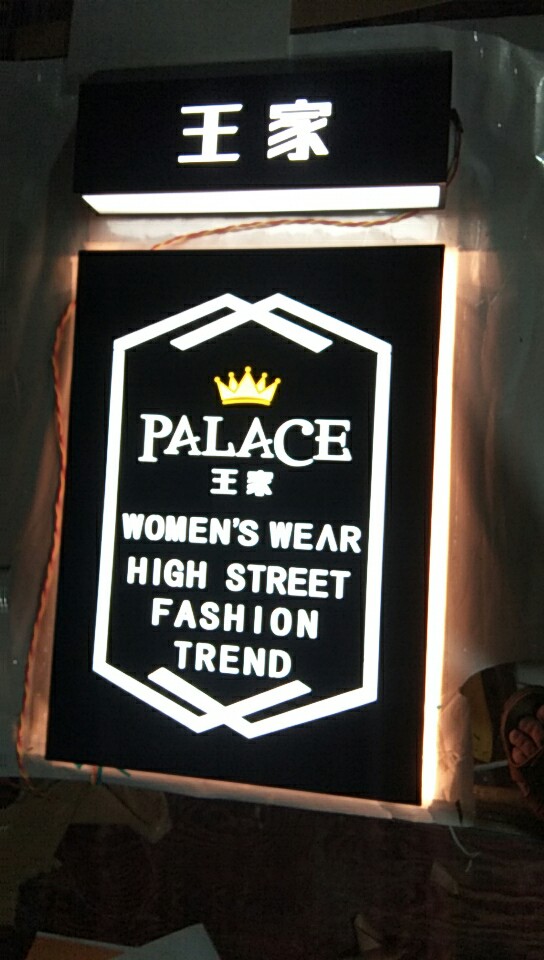 王家
PALACE
王家
WOMEN'S WEAR
HIGH STREET
FASHION
TREND